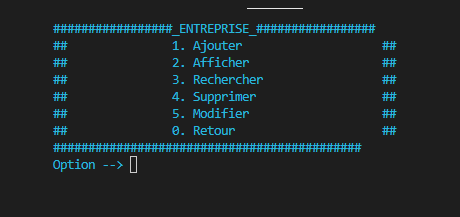 #################_ENTREPRISE_#################
##               1. Ajouter                    ##
##               2. Afficher                   ##
##               3. Rechercher                 ##
##               4. Supprimer                  ##
##               5. Modifier                   ##
##               0. Retour                     ##
############################################
Option -->